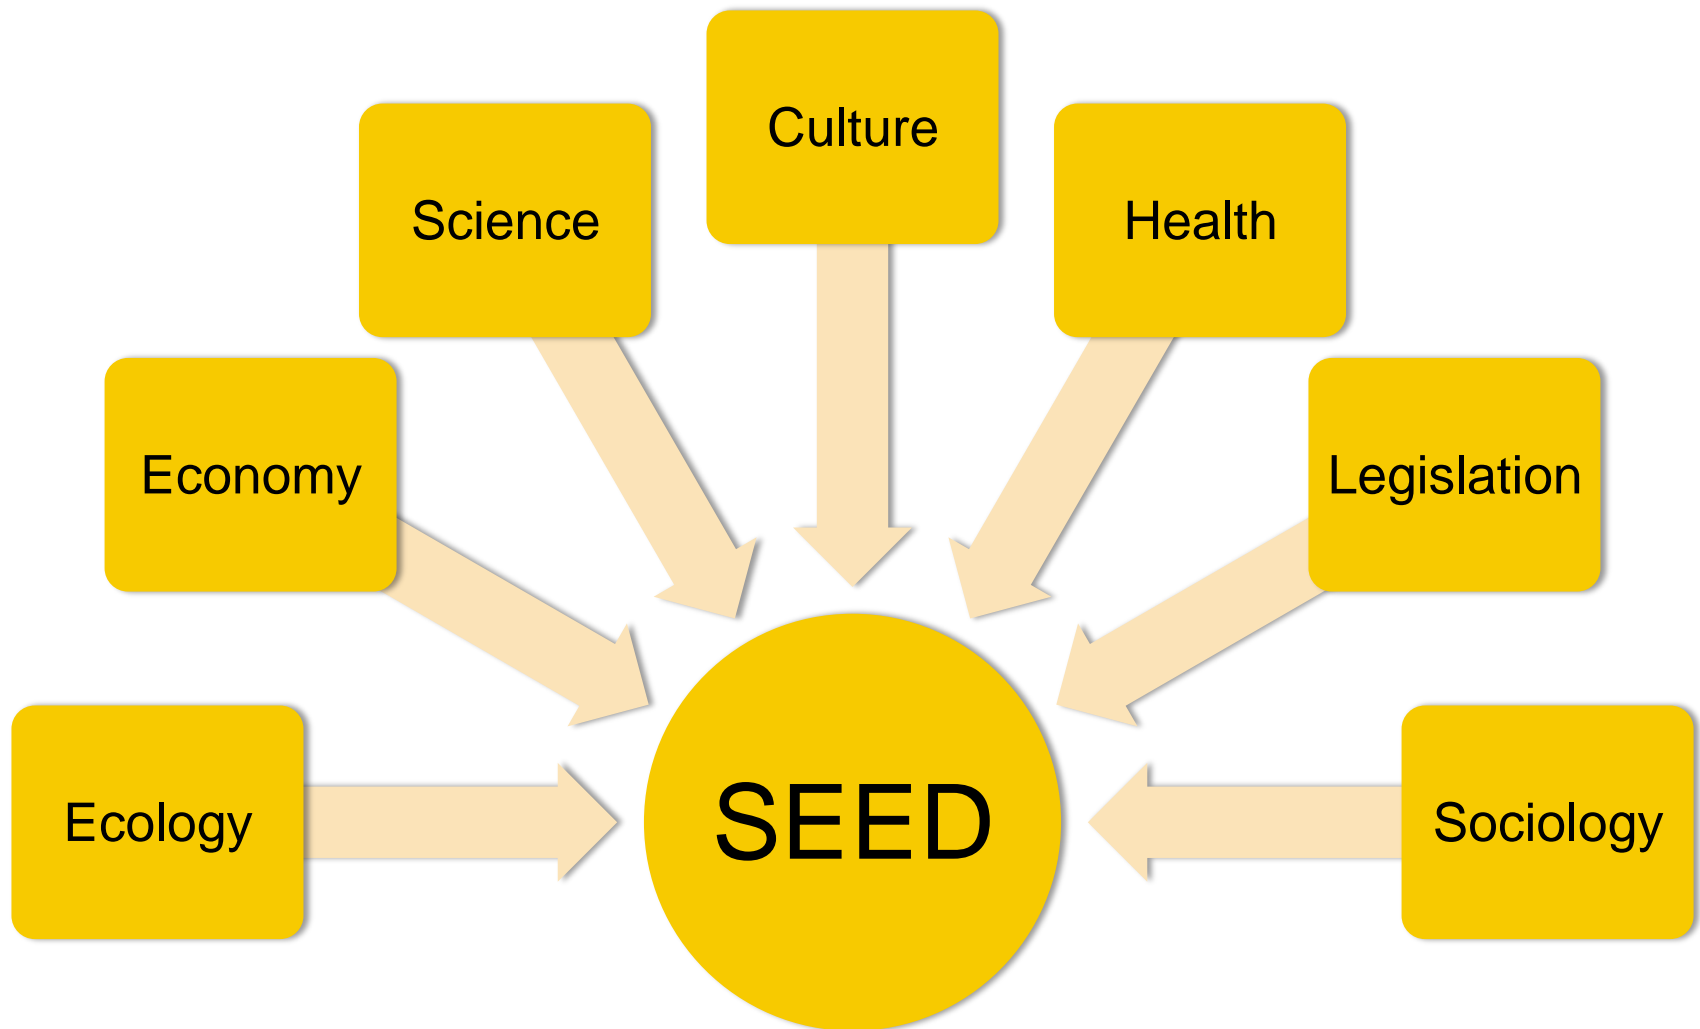 Culture
Science
Health
Economy
Legislation
Ecology
SEED
Sociology